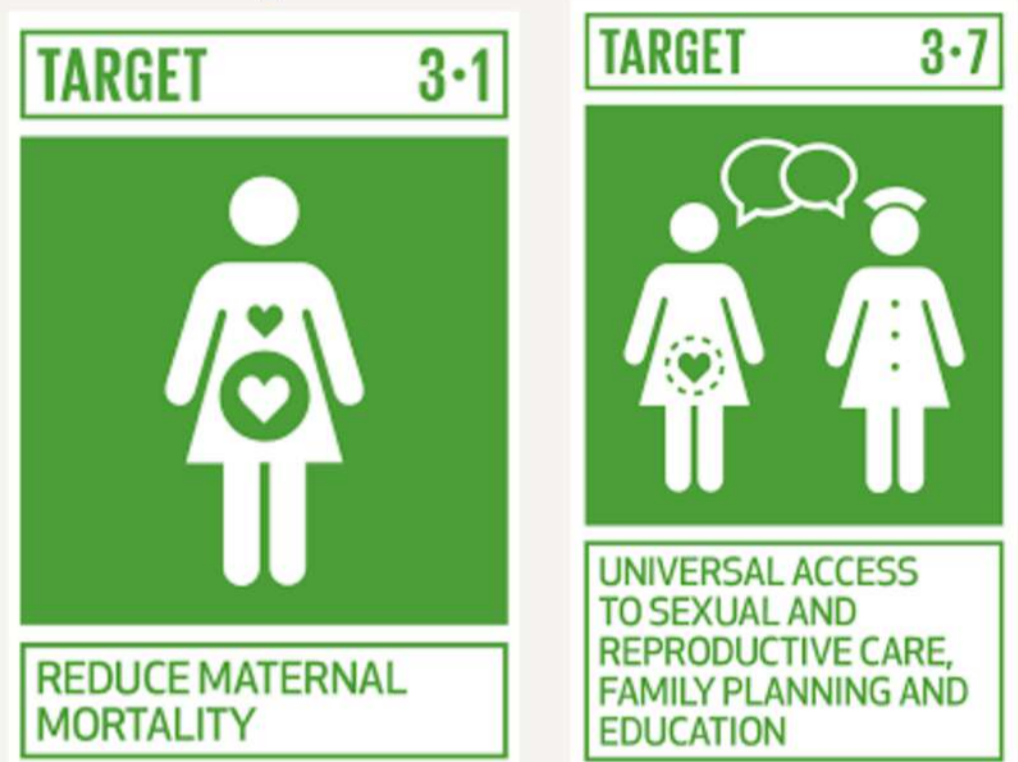 TARGET 3·1
REDUCE MATERNAL
MORTALITY
TARGET 3·7
UNIVERSAL ACCESS
TO SEXUAL AND
REPRODUCTIVE CARE,
FAMILY PLANNING AND
EDUCATION